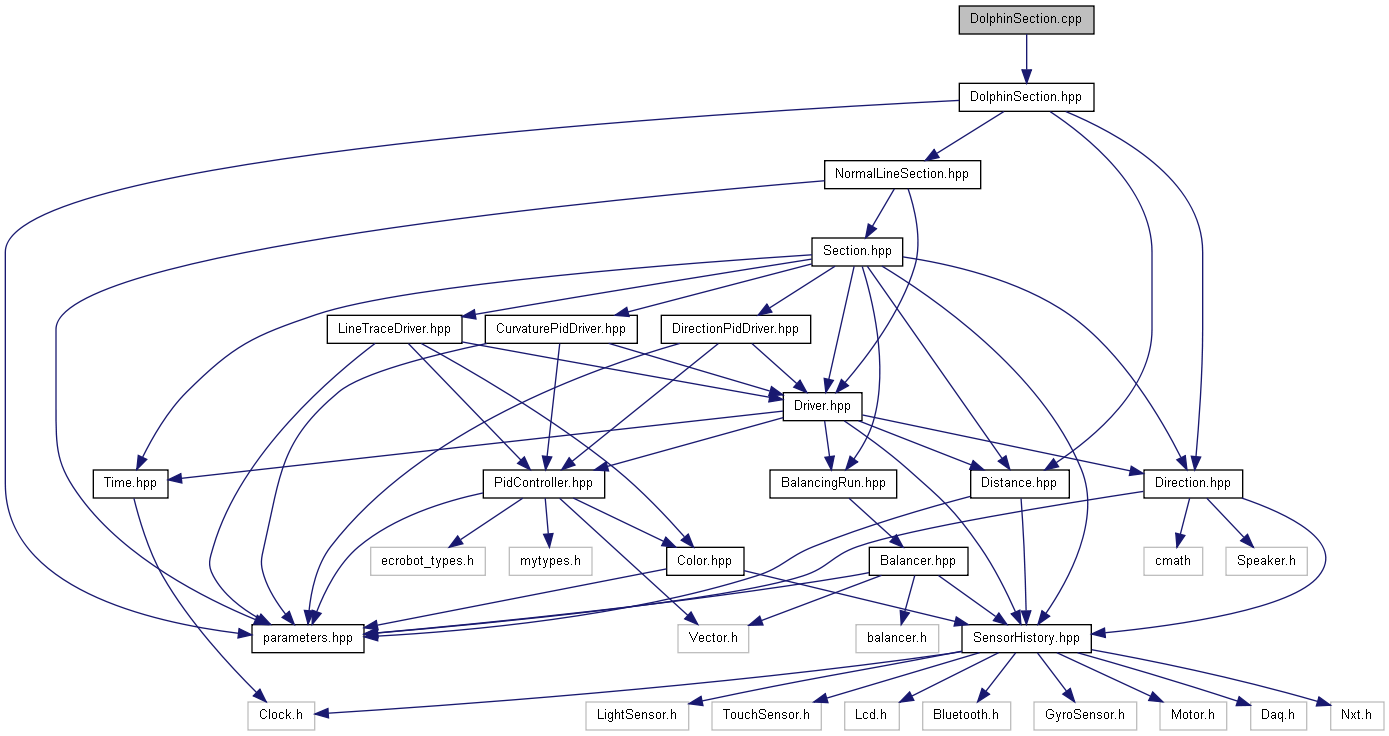 DolphinSection.cpp
DolphinSection.hpp
NormalLineSection.hpp
Section.hpp
LineTraceDriver.hpp
CurvaturePidDriver.hpp
DirectionPidDriver.hpp
Driver.hpp
Time.hpp
PidController.hpp
BalancingRun.hpp
Distance.hpp
Direction.hpp
ecrobot_types.h
mytypes.h
Color.hpp
Balancer.hpp
cmath
Speaker.h
parameters.hpp
Vector.h
balancer.h
SensorHistory.hpp
Clock.h
LightSensor.h
TouchSensor.h
Lcd.h
Bluetooth.h
GyroSensor.h
Motor.h
Daq.h
Nxt.h